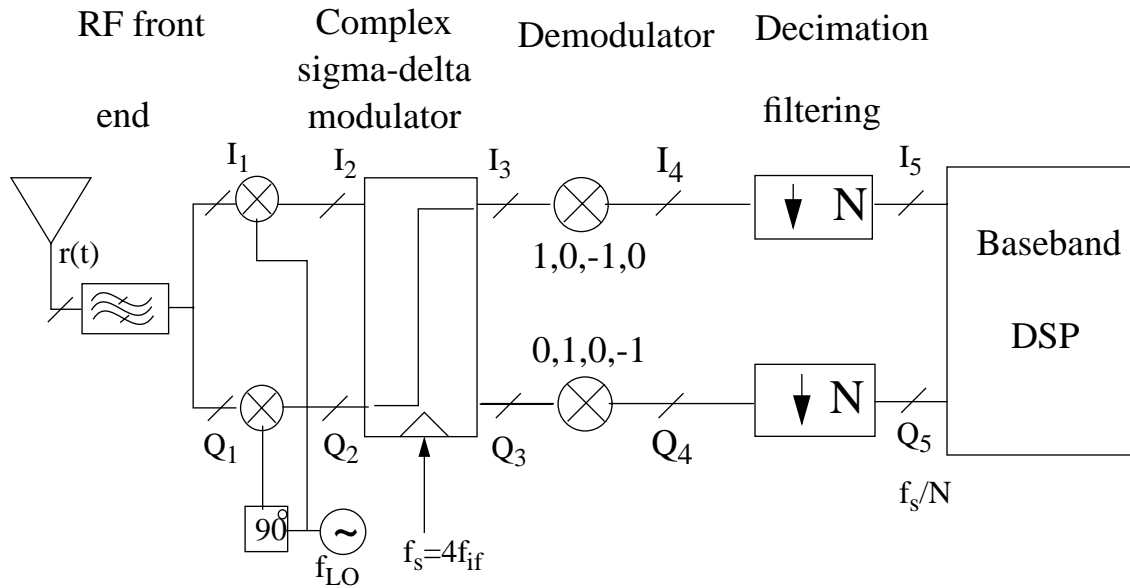 RF front
end
Complex
sigma-delta
modulator
Demodulator
Decimation
filtering
I1
I2
I3
I4
I5
r(t)
N
1,0,-1,0
Baseband
DSP
0,1,0,-1
N
Q1
Q2
Q3
Q4
Q5
fs/N
90°
~
fLO
fs=4fif